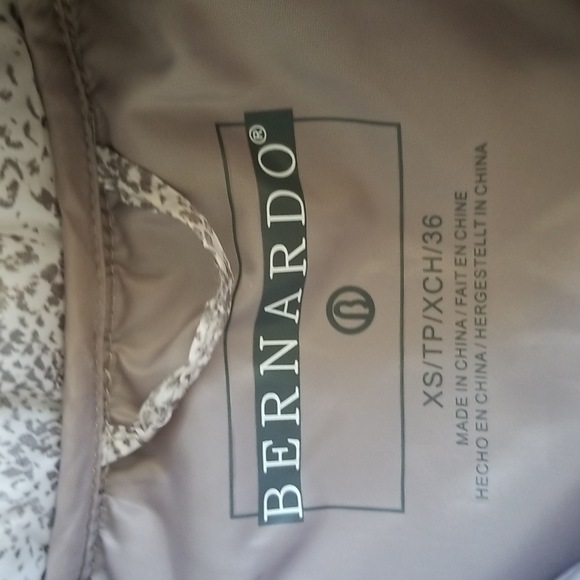 BERNARDO®
B
XS/TP/XCH/36
MADE IN CHINA / FAIT EN CHINE
HECHO EN CHINA / HERGESTELLT IN CHINA